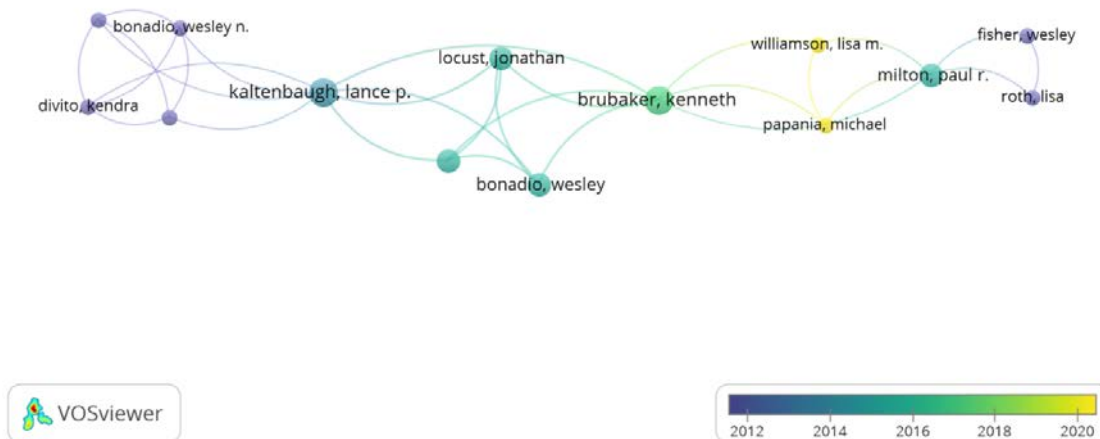 bonadio, wesley n.
divito, kendra
kaltenbaugh, lance p.
locust, jonathan
bonadio, wesley
brubaker, kenneth
williamson, lisa m.
papania, michael
milton, paul r.
fisher, wesley
roth, lisa
VOSviewer
2012 2014 2016 2018 2020